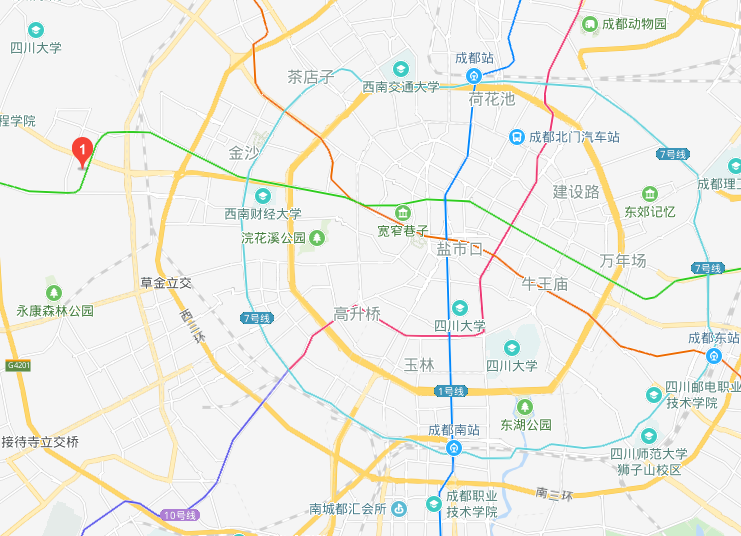 成都动物园
四川大学
成都站
茶店子
西南交通大学
荷花池
程学院
成都北门汽车站
1
金沙
7号线
成都理工
建设路
西南财经大学
东郊记忆
宽窄巷子
浣花溪公园
盐市口
万年场
7号线
草金立交
牛王庙
永康森林公园
西三环
7号线
高升桥
四川大学
成都东站
四川大学
G4201
玉林
1号线
四川邮电职业
技术学院
东湖公园
成都南站
接待寺立交桥
四川师范大学
狮子山校区
南三环
成都职业
技术学院
南城都汇会所
10号线